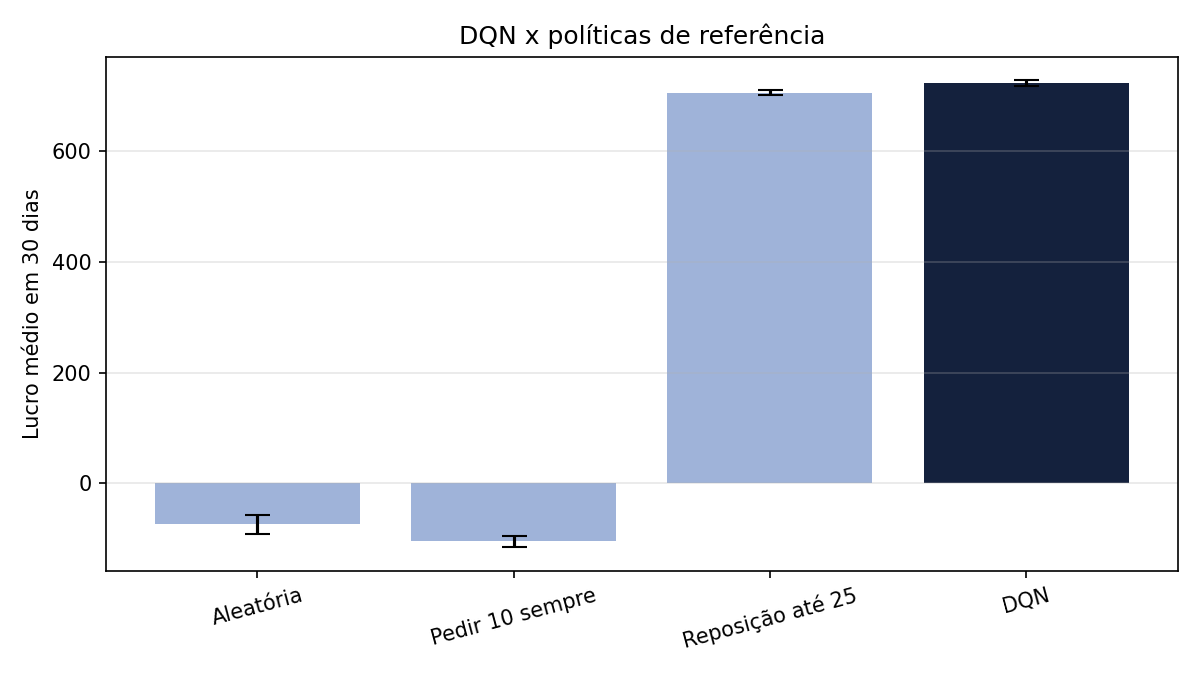 DQN x políticas de referência
Lucro médio em 30 dias
600
400
200
0
Aleatória
Pedir 10 sempre
Reposição até 25
DQN